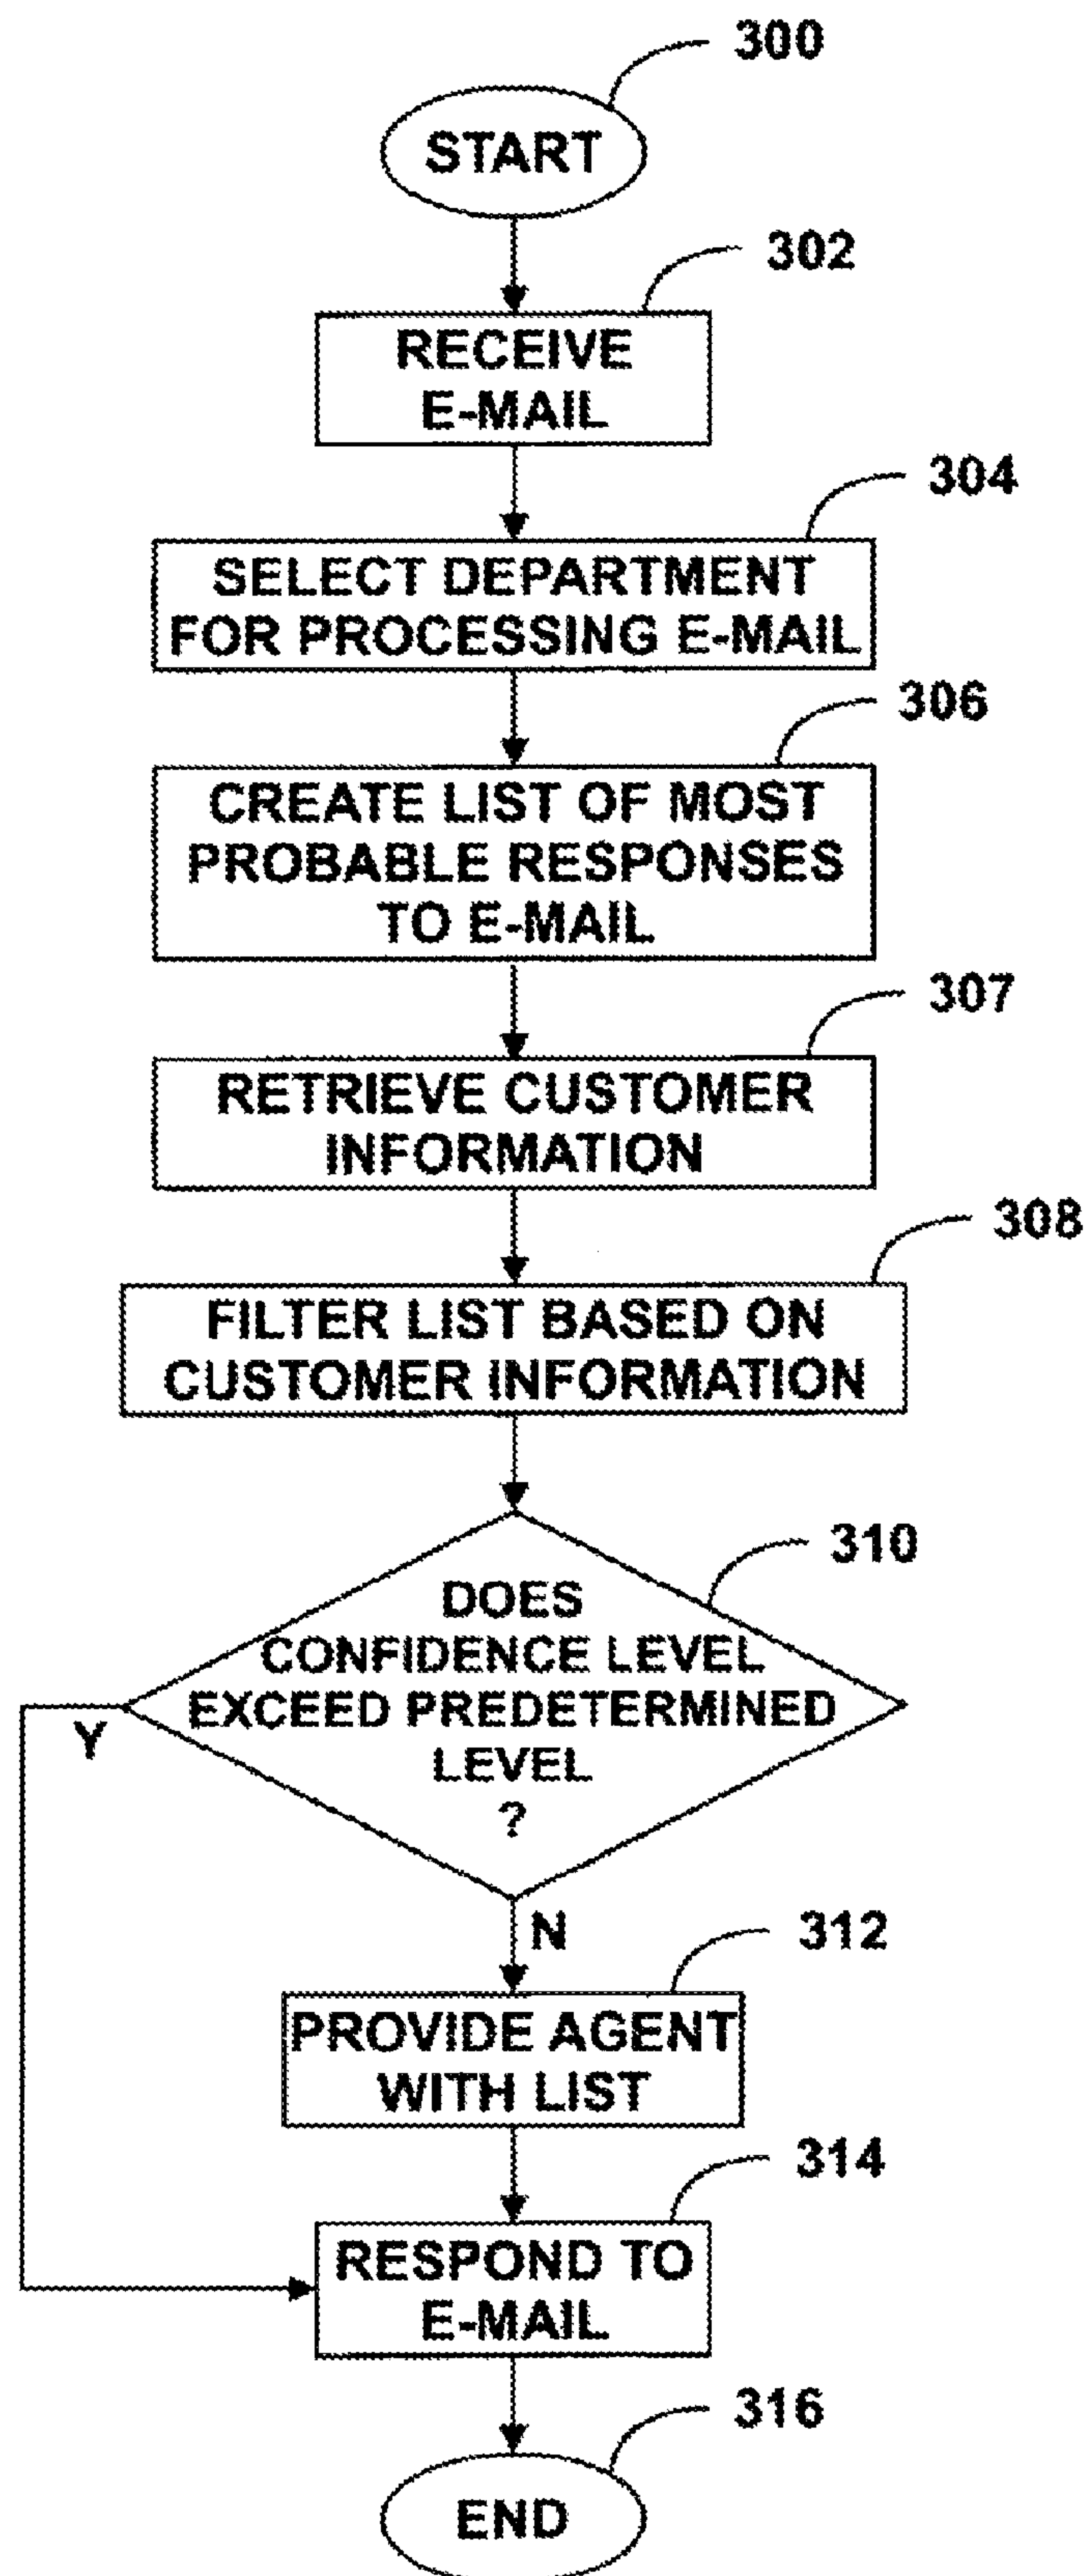 300
START
302
RECEIVE
E-MAIL
304
SELECT DEPARTMENT
FOR PROCESSING E-MAIL
306
CREATE LIST OF MOST
PROBABLE RESPONSES
TO E-MAIL
307
RETRIEVE CUSTOMER
INFORMATION
308
FILTER LIST BASED ON
CUSTOMER INFORMATION
310
DOES
CONFIDENCE LEVEL
EXCEED PREDETERMINED
LEVEL
?
Y
N
312
PROVIDE AGENT
WITH LIST
314
RESPOND TO
E-MAIL
316
END